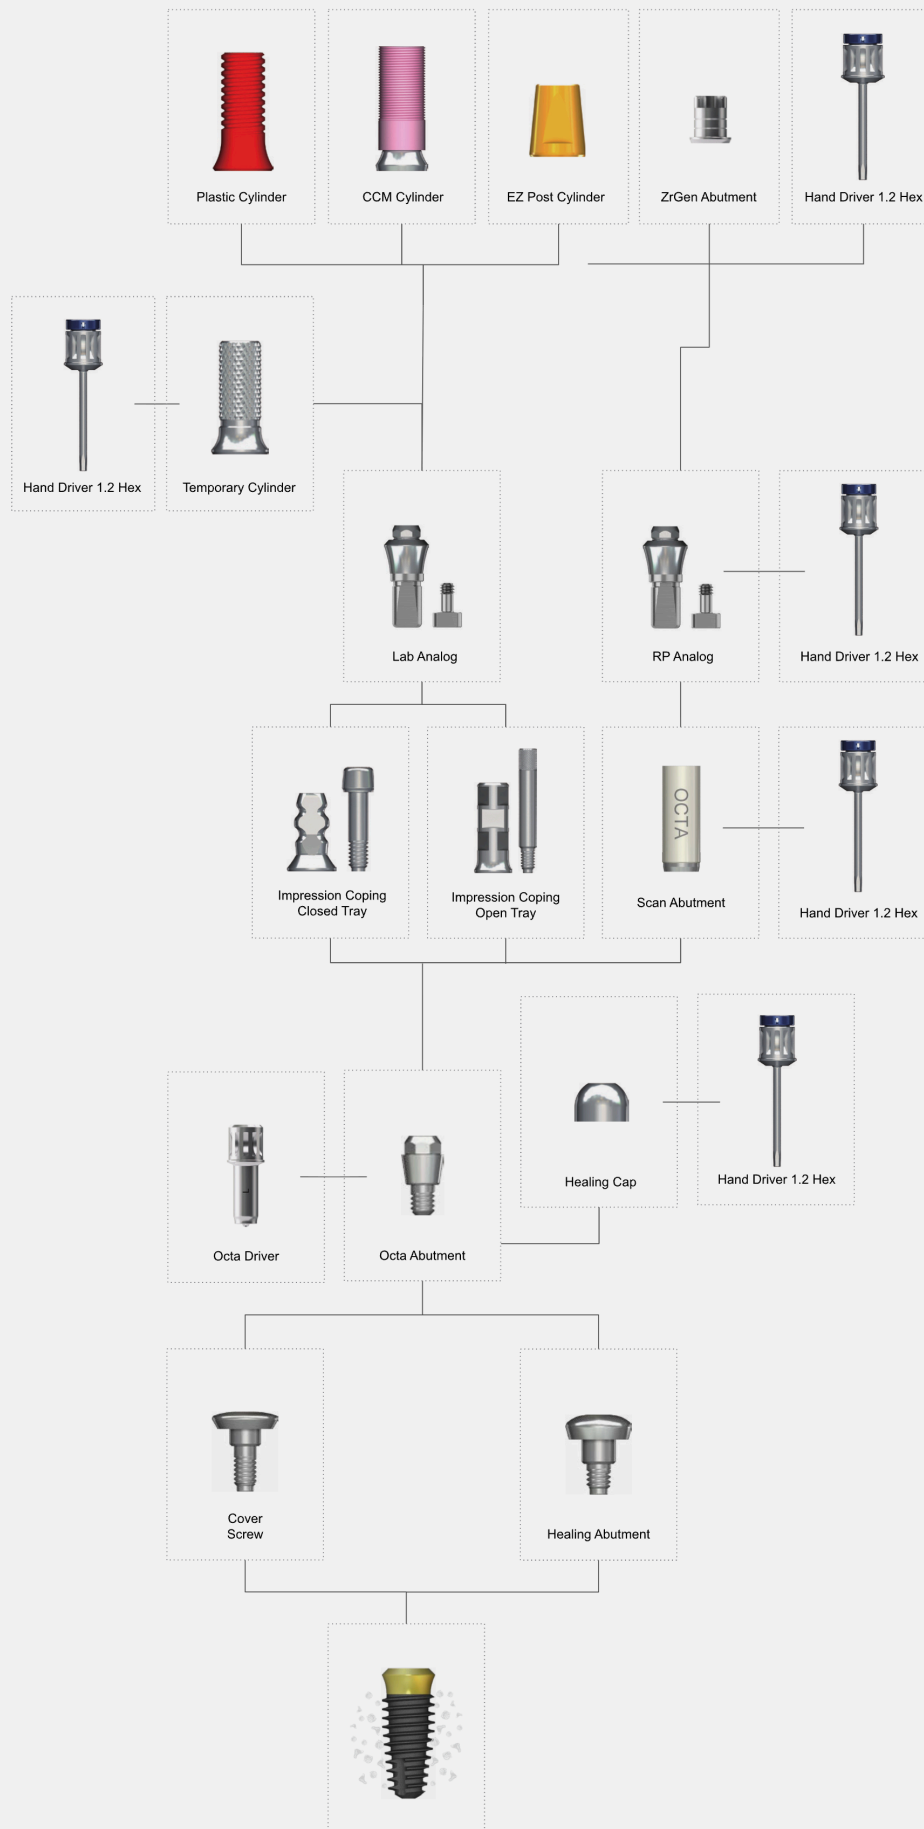 Plastic Cylinder
CCM Cylinder
EZ Post Cylinder
ZrGen Abutment
Hand Driver 1.2 Hex
Hand Driver 1.2 Hex
Temporary Cylinder
Lab Analog
RP Analog
Hand Driver 1.2 Hex
Impression Coping
Closed Tray
Impression Coping
Open Tray
OCTA
Scan Abutment
Hand Driver 1.2 Hex
Healing Cap
Hand Driver 1.2 Hex
Octa Driver
Octa Abutment
Cover
Screw
Healing Abutment